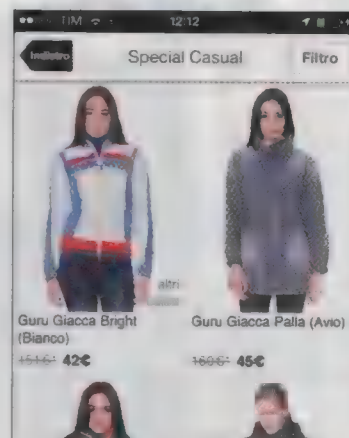 TIM 12:12
Indietro Special Casual Filtro
altri
Guru Giacca Bright
(Bianco)
42€
Guru Giacca Palla (Avio)
45€